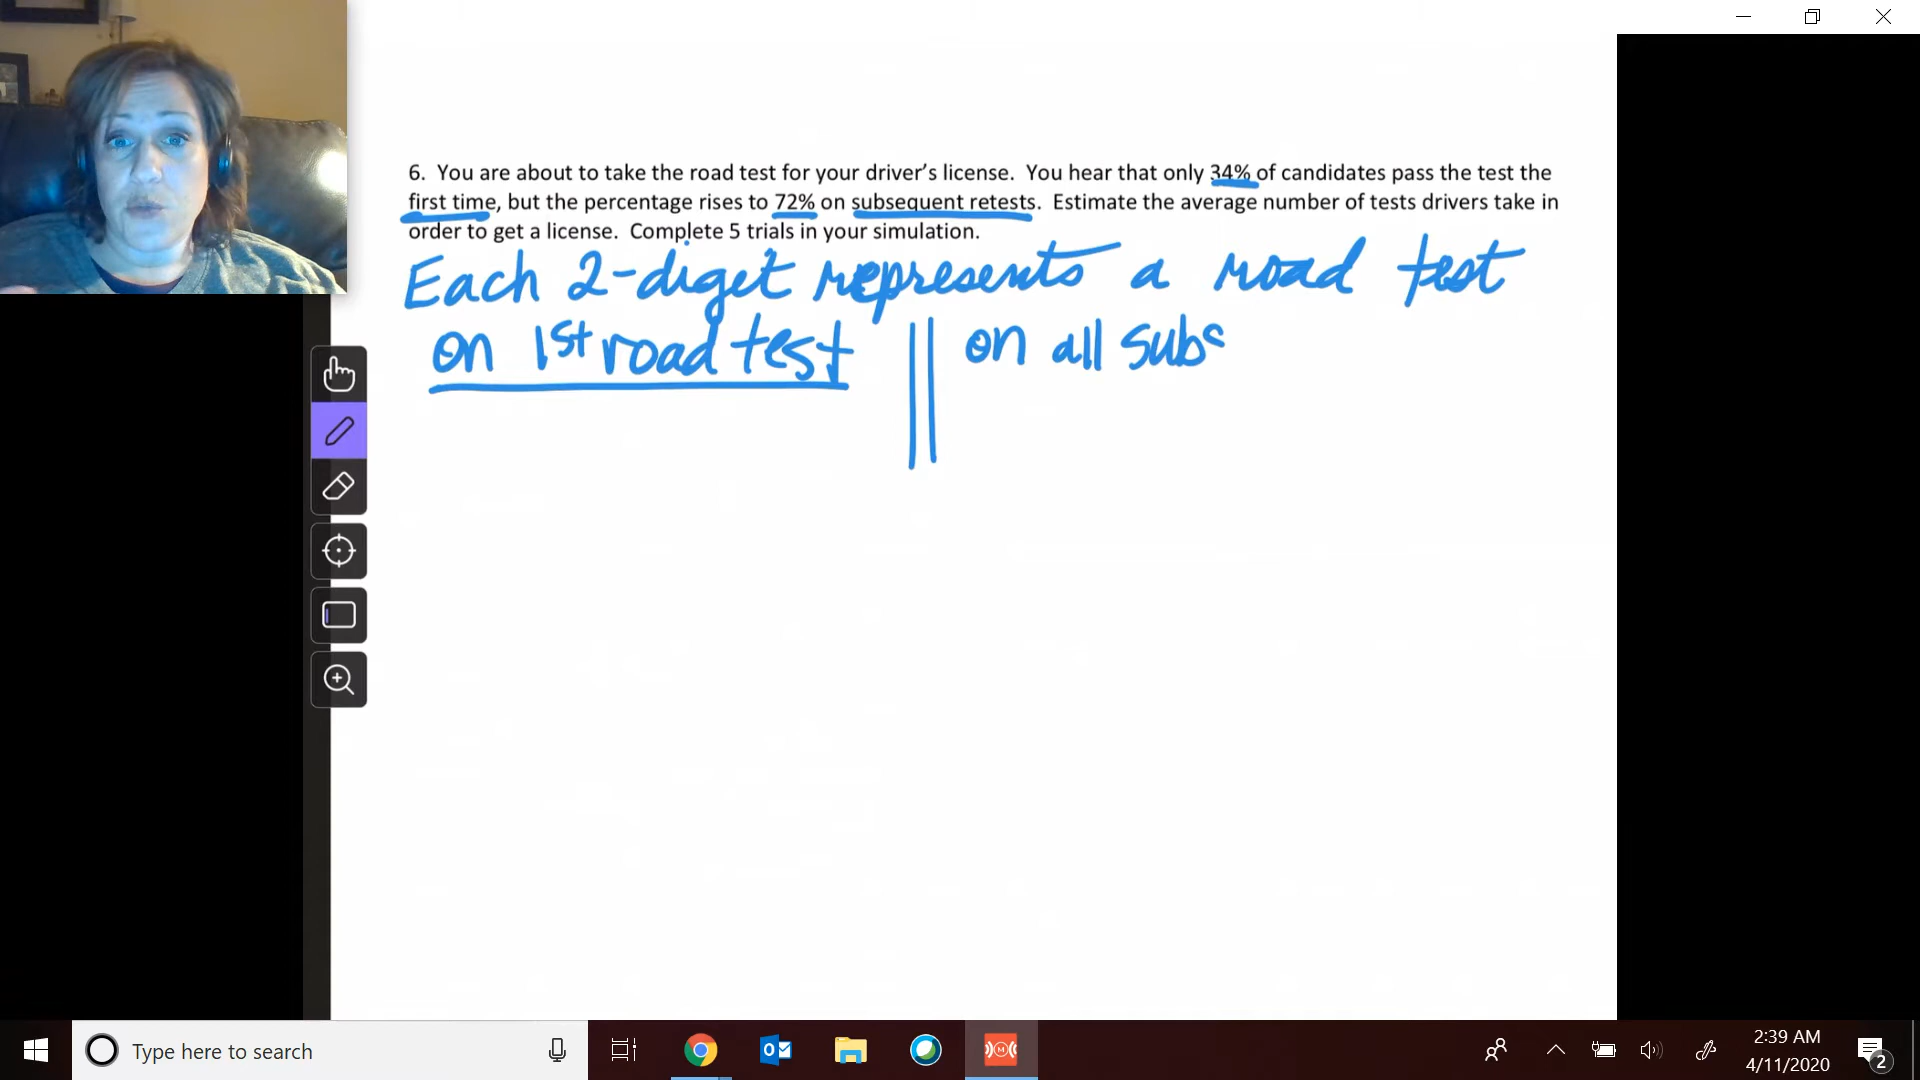 6. You are about to take the road test for your driver's license. You hear that only 34% of candidates pass the test the
first time, but the percentage rises to 72% on subsequent retests. Estimate the average number of tests drivers take in
order to get a license. Complete 5 trials in your simulation.
Each 2-diget represents a road test
on 1st road test
on all subs
Type here to search
2:39 AM
4/11/2020
2